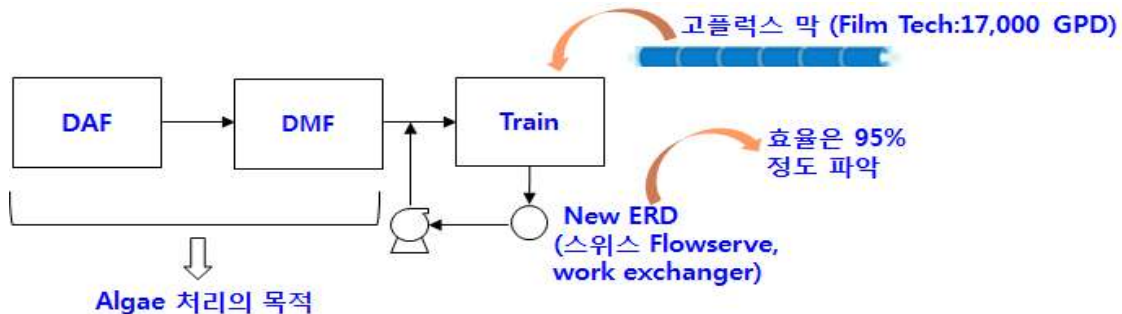 고플럭스 막 (Film Tech:17,000 GPD)
DAF
DMF
Train
효율은 95%
정도 파악
New ERD
(스위스 Flowserve,
work exchanger)
Algae 처리의 목적